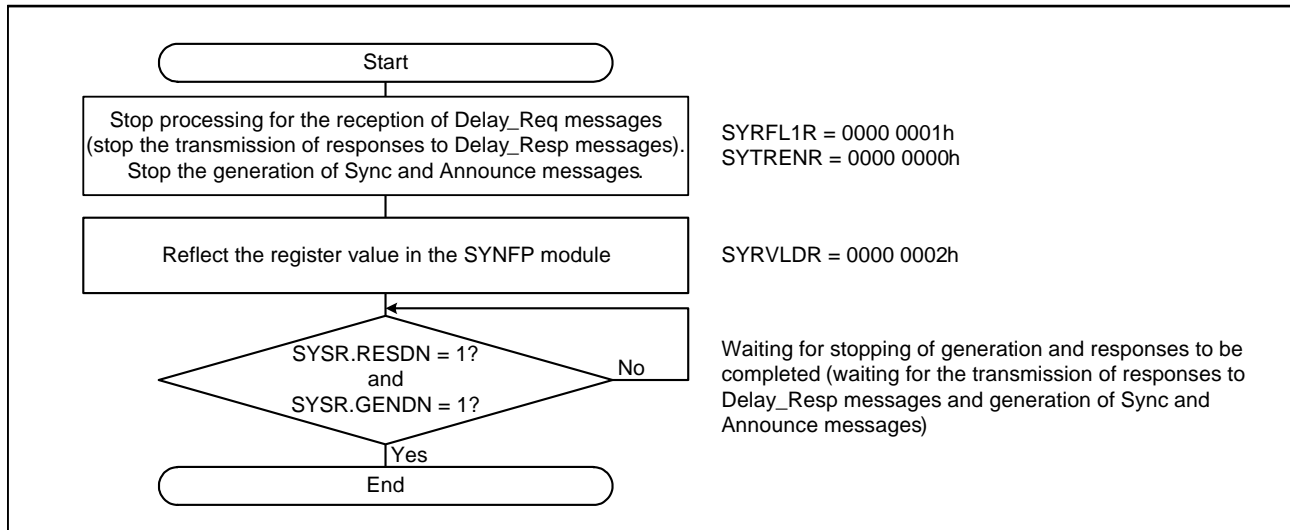 Start
Stop processing for the reception of Delay_Req messages
(stop the transmission of responses to Delay_Resp messages).
Stop the generation of Sync and Announce messages.
SYRFL1R = 0000 0001h
SYTRENR = 0000 0000h
Reflect the register value in the SYNFP module
SYRVLDR = 0000 0002h
SYSR.RESDN = 1?
and
SYSR.GENDN = 1?
No
Waiting for stopping of generation and responses to be
completed (waiting for the transmission of responses to
Delay_Resp messages and generation of Sync and
Announce messages)
Yes
End